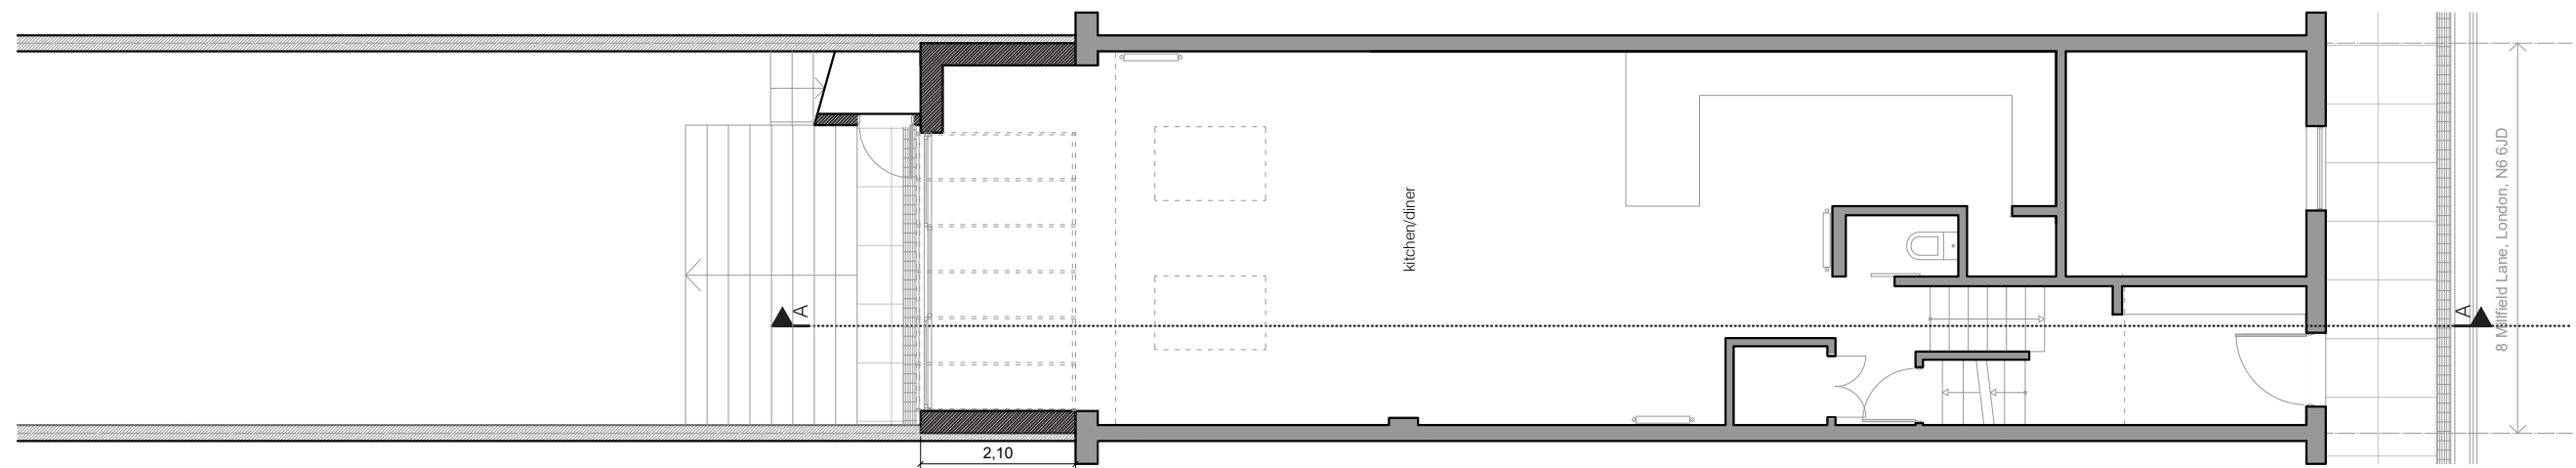 kitchen/diner
A
A
8 Millfield Lane, London, N6 6JD
2,10